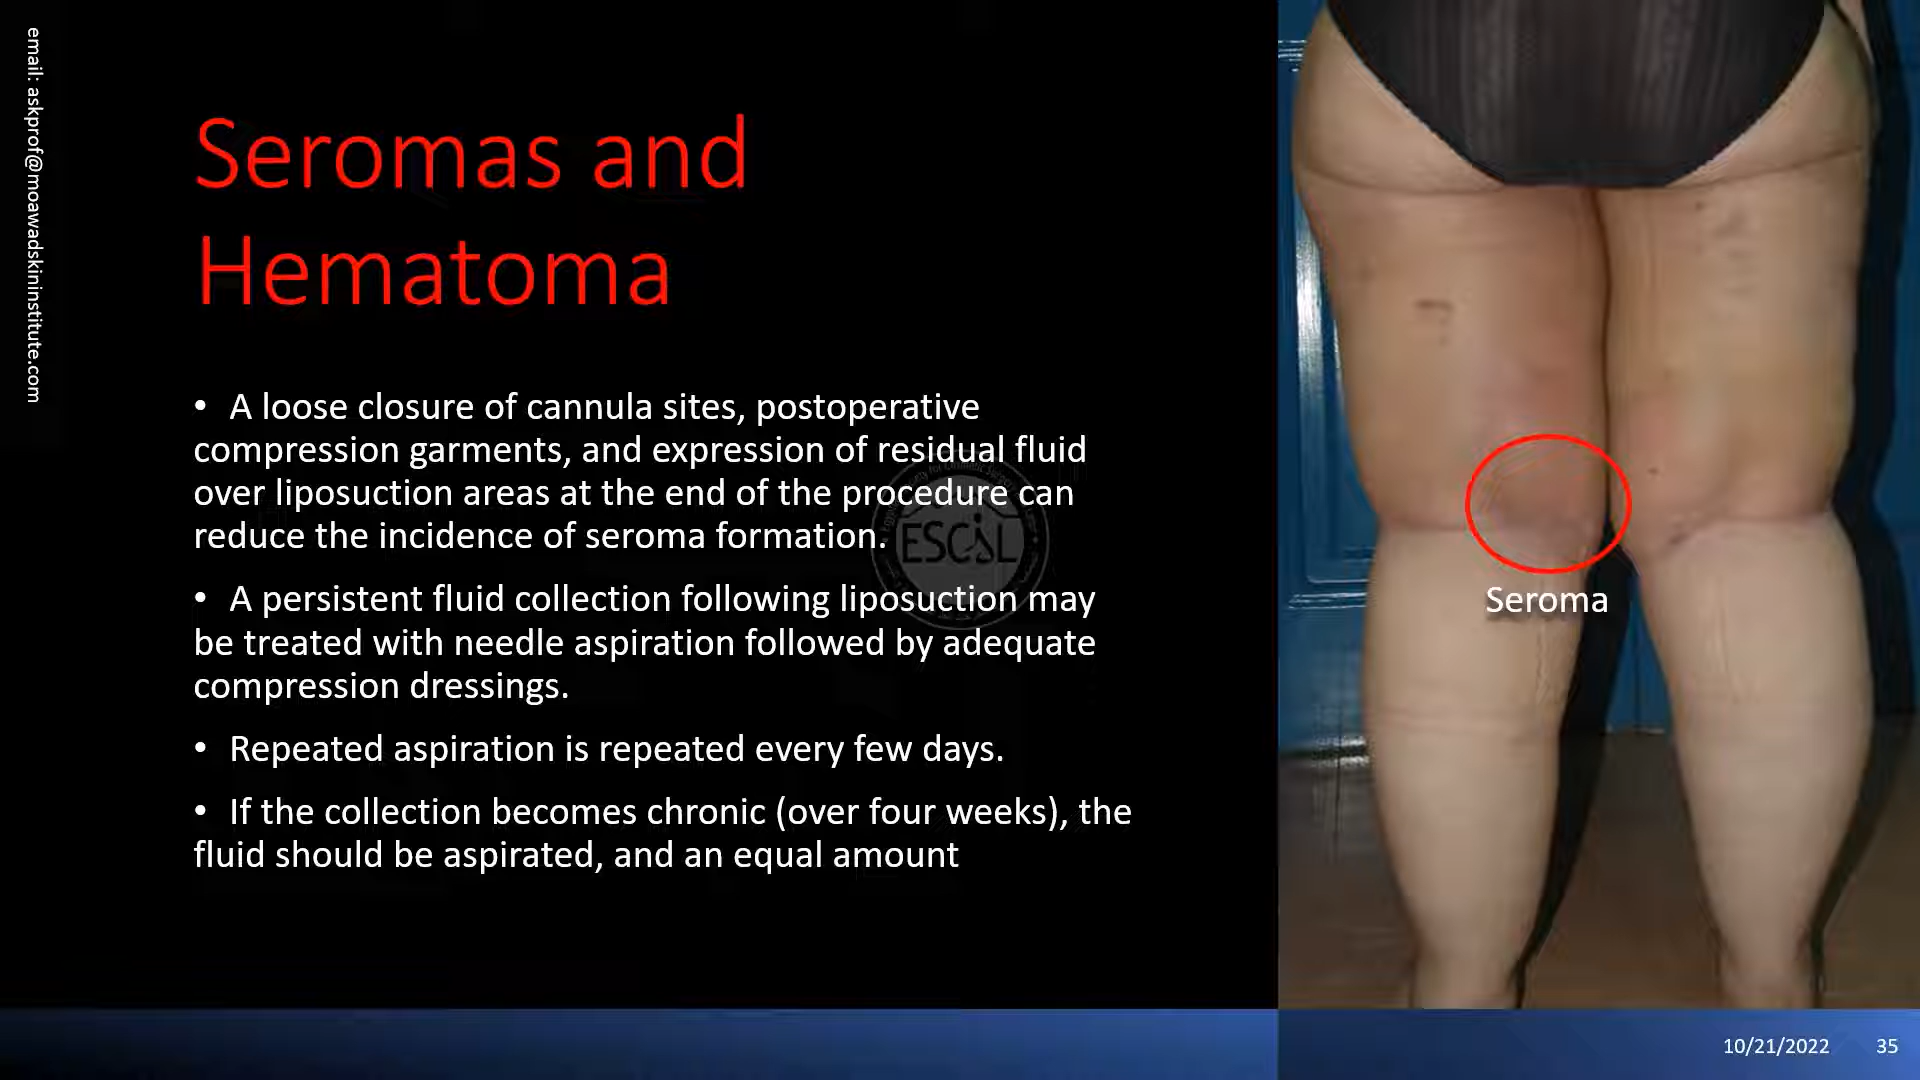 email: askprof@moawadskininstitute.com
Seromas and
Hematoma
• A loose closure of cannula sites, postoperative
compression garments, and expression of residual fluid
over liposuction areas at the end of the procedure can
reduce the incidence of seroma formation.
• A persistent fluid collection following liposuction may
be treated with needle aspiration followed by adequate
compression dressings.
• Repeated aspiration is repeated every few days.
• If the collection becomes chronic (over four weeks), the
fluid should be aspirated, and an equal amount
ESCSL
Seroma
10/21/2022
35